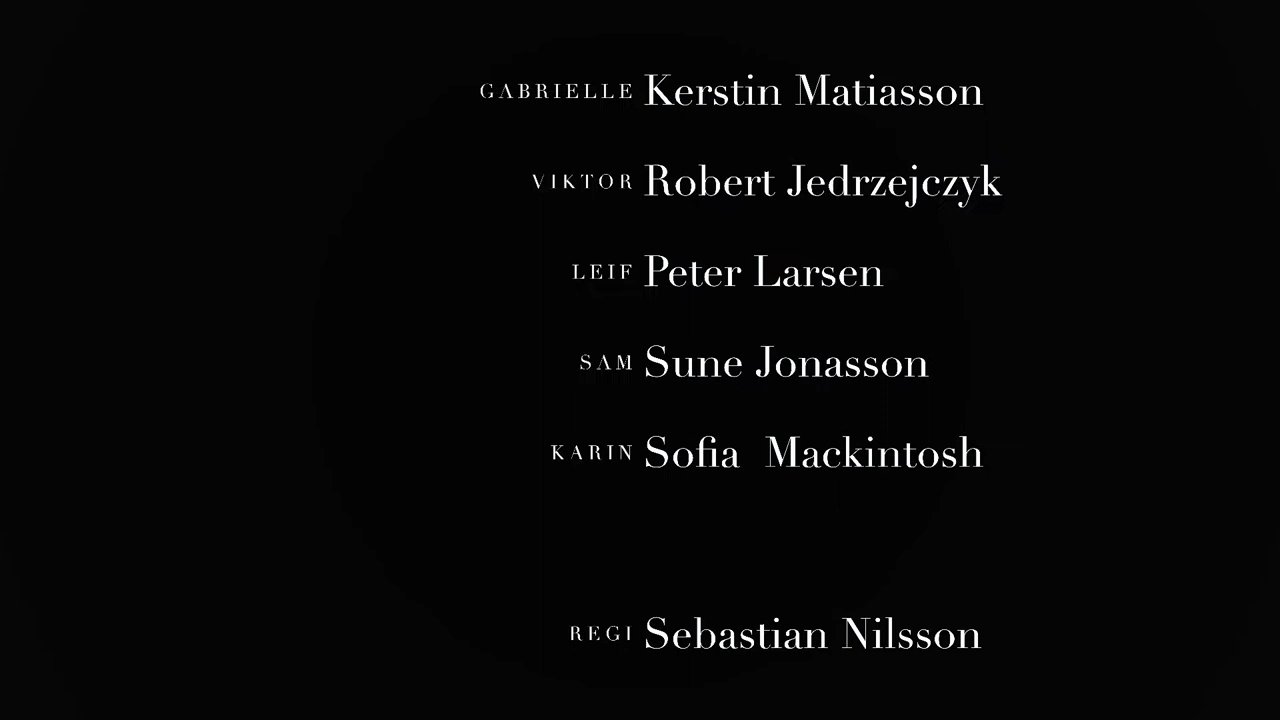 GABRIELLE Kerstin Matiasson
VIKTOR Robert Jedrzejczyk
LEIF Peter Larsen
SAM Sune Jonasson
KARIN Sofia Mackintosh
REGI Sebastian Nilsson